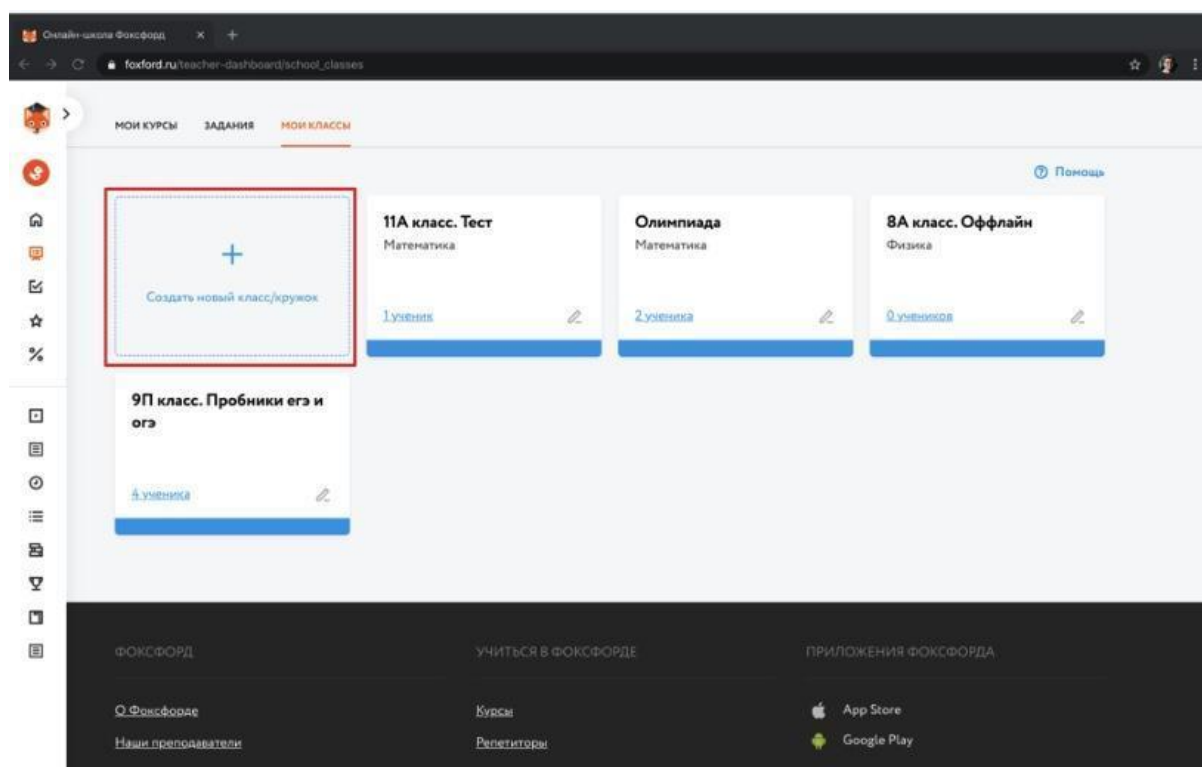 Онлайн-школа Фоксфорд
foxford.ru/teacher-dashboard/school_classes
МОИ КУРСЫ ЗАДАНИЯ МОИ КЛАССЫ
Помощь
Создать новый класс/кружок
11А класс. Тест
Математика
1 ученик
Олимпиада
Математика
2 ученика
8А класс. Оффлайн
Физика
0 учеников
9П класс. Пробники егэ и
огэ
4 ученика
ФОКСФОРД
О Фоксфорде
Наши преподаватели
УЧИТЬСЯ В ФОКСФОРДЕ
Курсы
Репетиторы
ПРИЛОЖЕНИЯ ФОКСФОРДА
App Store
Google Play